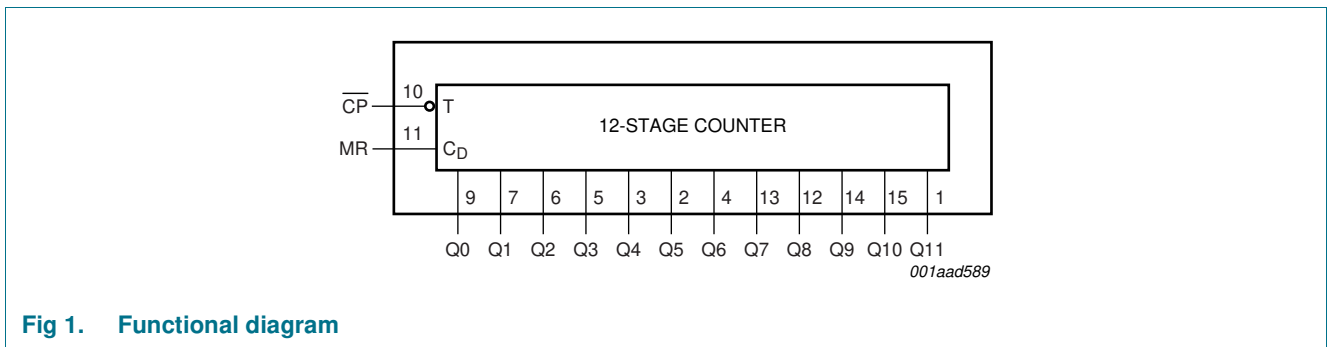 10
C̅P̅ T
12-STAGE COUNTER
11
MR CD
9 7 6 5 3 2 4 13 12 14 15 1
Q0 Q1 Q2 Q3 Q4 Q5 Q6 Q7 Q8 Q9 Q10 Q11
001aad589
Fig 1. Functional diagram